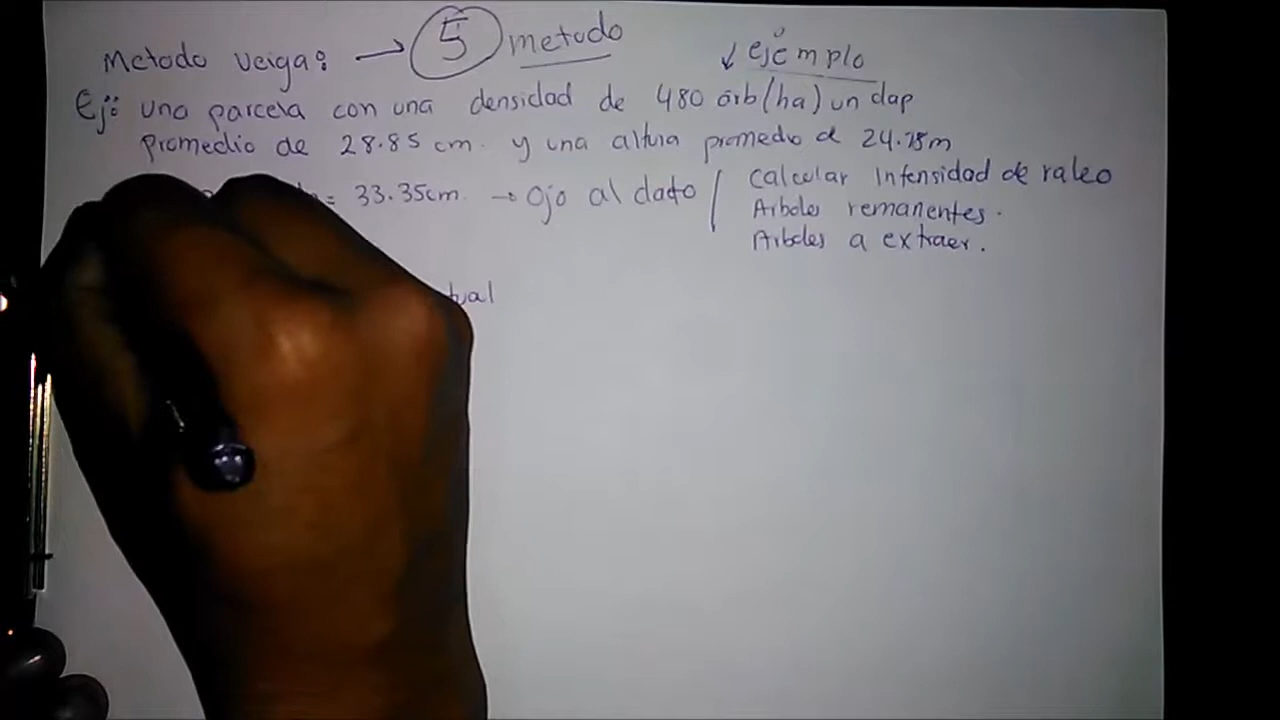 Metodo Veiga: → 5 metodo
↓ ejemplo
Ej: una parcela con una densidad de 480 árb(ha) un dap
promedio de 28.85 cm. y una altura promedio d 24.78m
= 33.35cm. → Ojo al dato / Calcular Intensidad de raleo
Arboles remanentes.
Arboles a extraer.